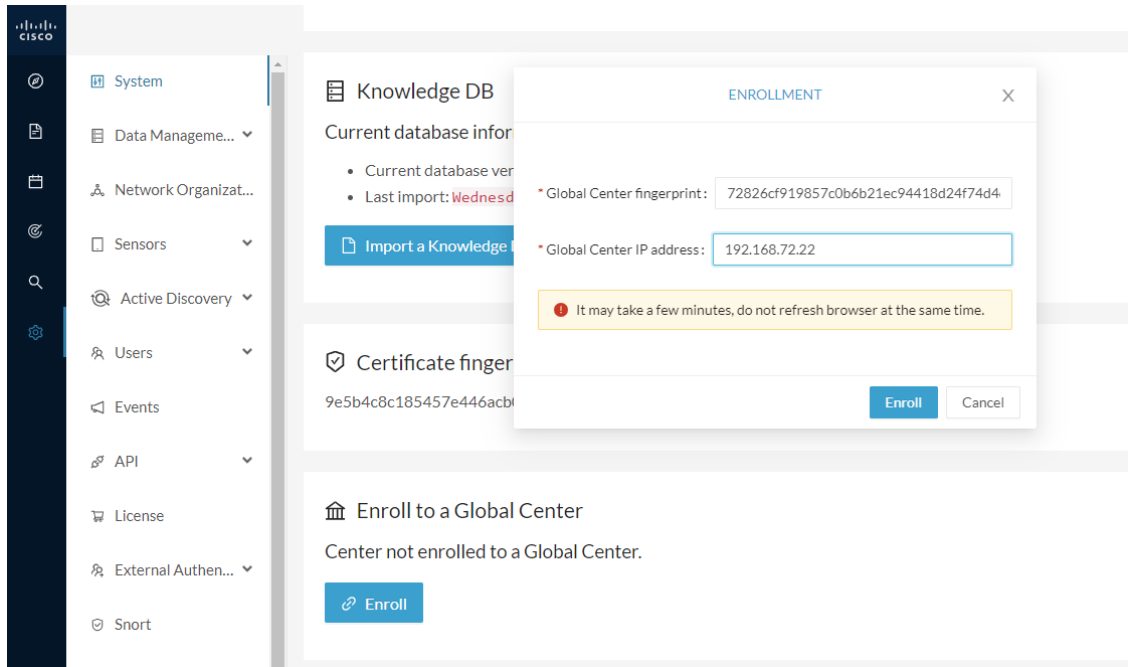 cisco
System
Data Manageme...
Network Organizat...
Sensors
Active Discovery
Users
Events
API
License
External Authen...
Snort
Knowledge DB
Current database infor
Current database ver
Last import: Wednesd
Import a Knowledge
Certificate finger
9e5b4c8c185457e446acb
Enroll to a Global Center
Center not enrolled to a Global Center.
Enroll
ENROLLMENT
* Global Center fingerprint: 72826cf919857c0b6b21ec94418d24f74d4
* Global Center IP address: 192.168.72.22
It may take a few minutes, do not refresh browser at the same time.
Enroll Cancel